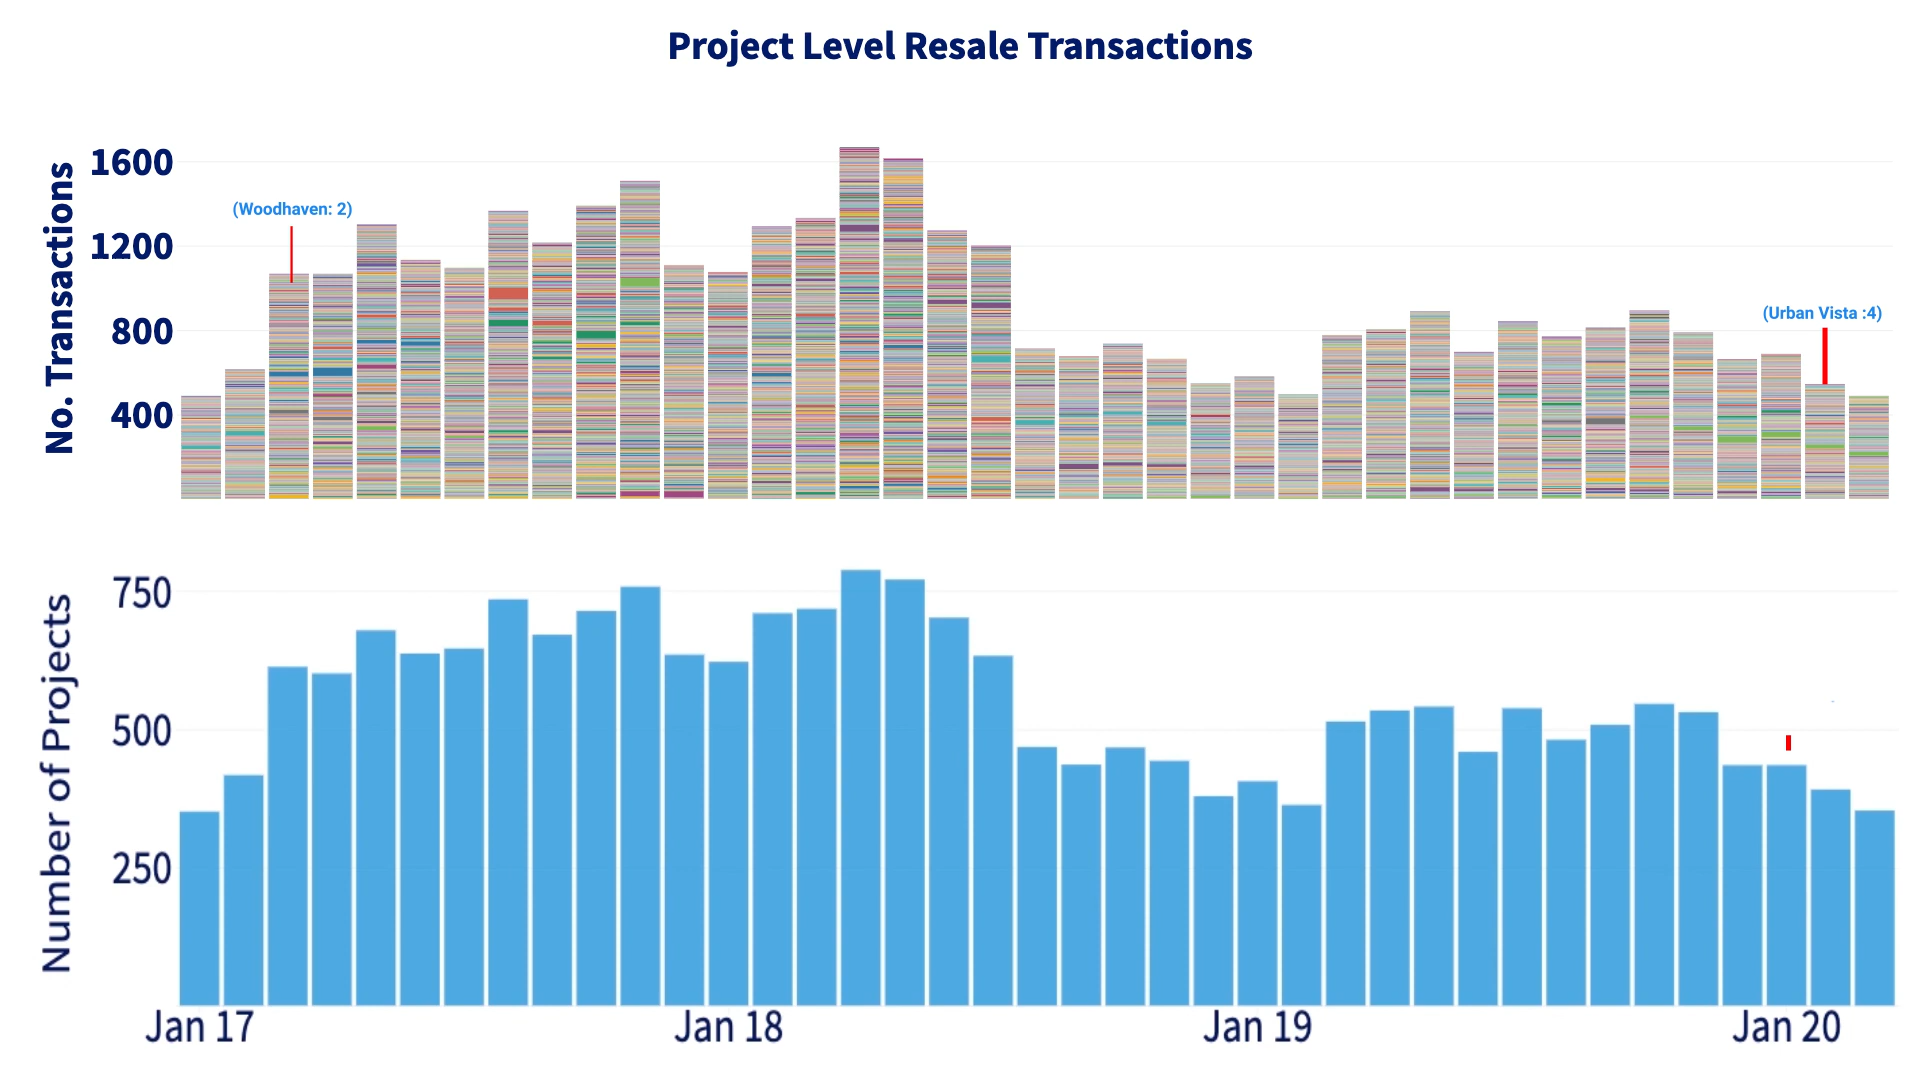 Project Level Resale Transactions
No. Transactions
1600
1200
800
400
(Woodhaven: 2)
(Urban Vista :4)
Number of Projects
750
500
250
Jan 17
Jan 18
Jan 19
Jan 20